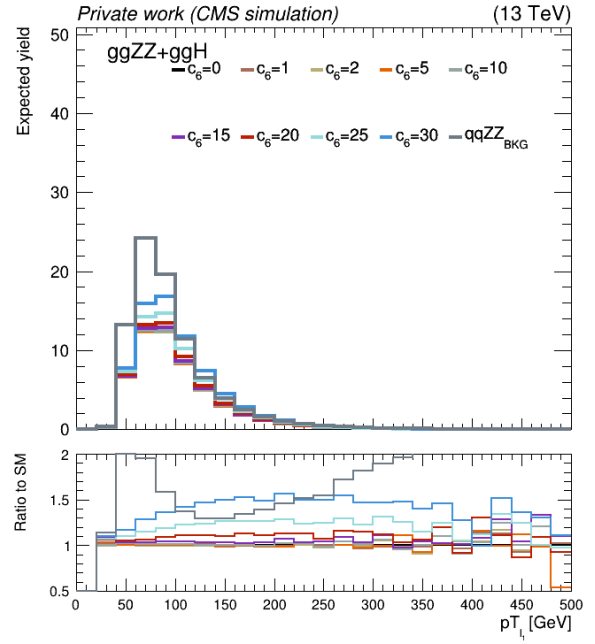 Private work (CMS simulation) (13 TeV)
Expected yield
ggZZ+ggH
c6=0 c6=1 c6=2 c6=5 c6=10
c6=15 c6=20 c6=25 c6=30 qqZZBKG
50
40
30
20
10
0
Ratio to SM
2
1.5
1
0.5
0 50 100 150 200 250 300 350 400 450 500
pTl1 [GeV]